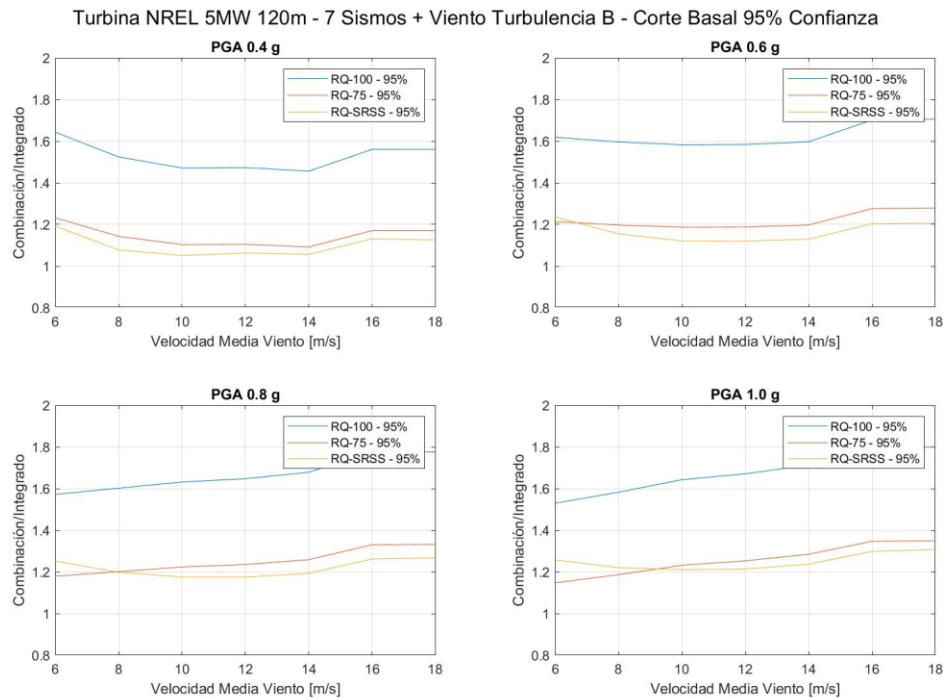 Turbina NREL 5MW 120m - 7 Sismos + Viento Turbulencia B - Corte Basal 95% Confianza
PGA 0.4 g
2
1.8
1.6
1.4
1.2
1
0.8
Combinación/Integrado
RQ-100 - 95%
RQ-75 - 95%
RQ-SRSS - 95%
6 8 10 12 14 16 18
Velocidad Media Viento [m/s]
PGA 0.6 g
2
1.8
1.6
1.4
1.2
1
0.8
Combinación/Integrado
RQ-100 - 95%
RQ-75 - 95%
RQ-SRSS - 95%
6 8 10 12 14 16 18
Velocidad Media Viento [m/s]
PGA 0.8 g
2
1.8
1.6
1.4
1.2
1
0.8
Combinación/Integrado
RQ-100 - 95%
RQ-75 - 95%
RQ-SRSS - 95%
6 8 10 12 14 16 18
Velocidad Media Viento [m/s]
PGA 1.0 g
2
1.8
1.6
1.4
1.2
1
0.8
Combinación/Integrado
RQ-100 - 95%
RQ-75 - 95%
RQ-SRSS - 95%
6 8 10 12 14 16 18
Velocidad Media Viento [m/s]